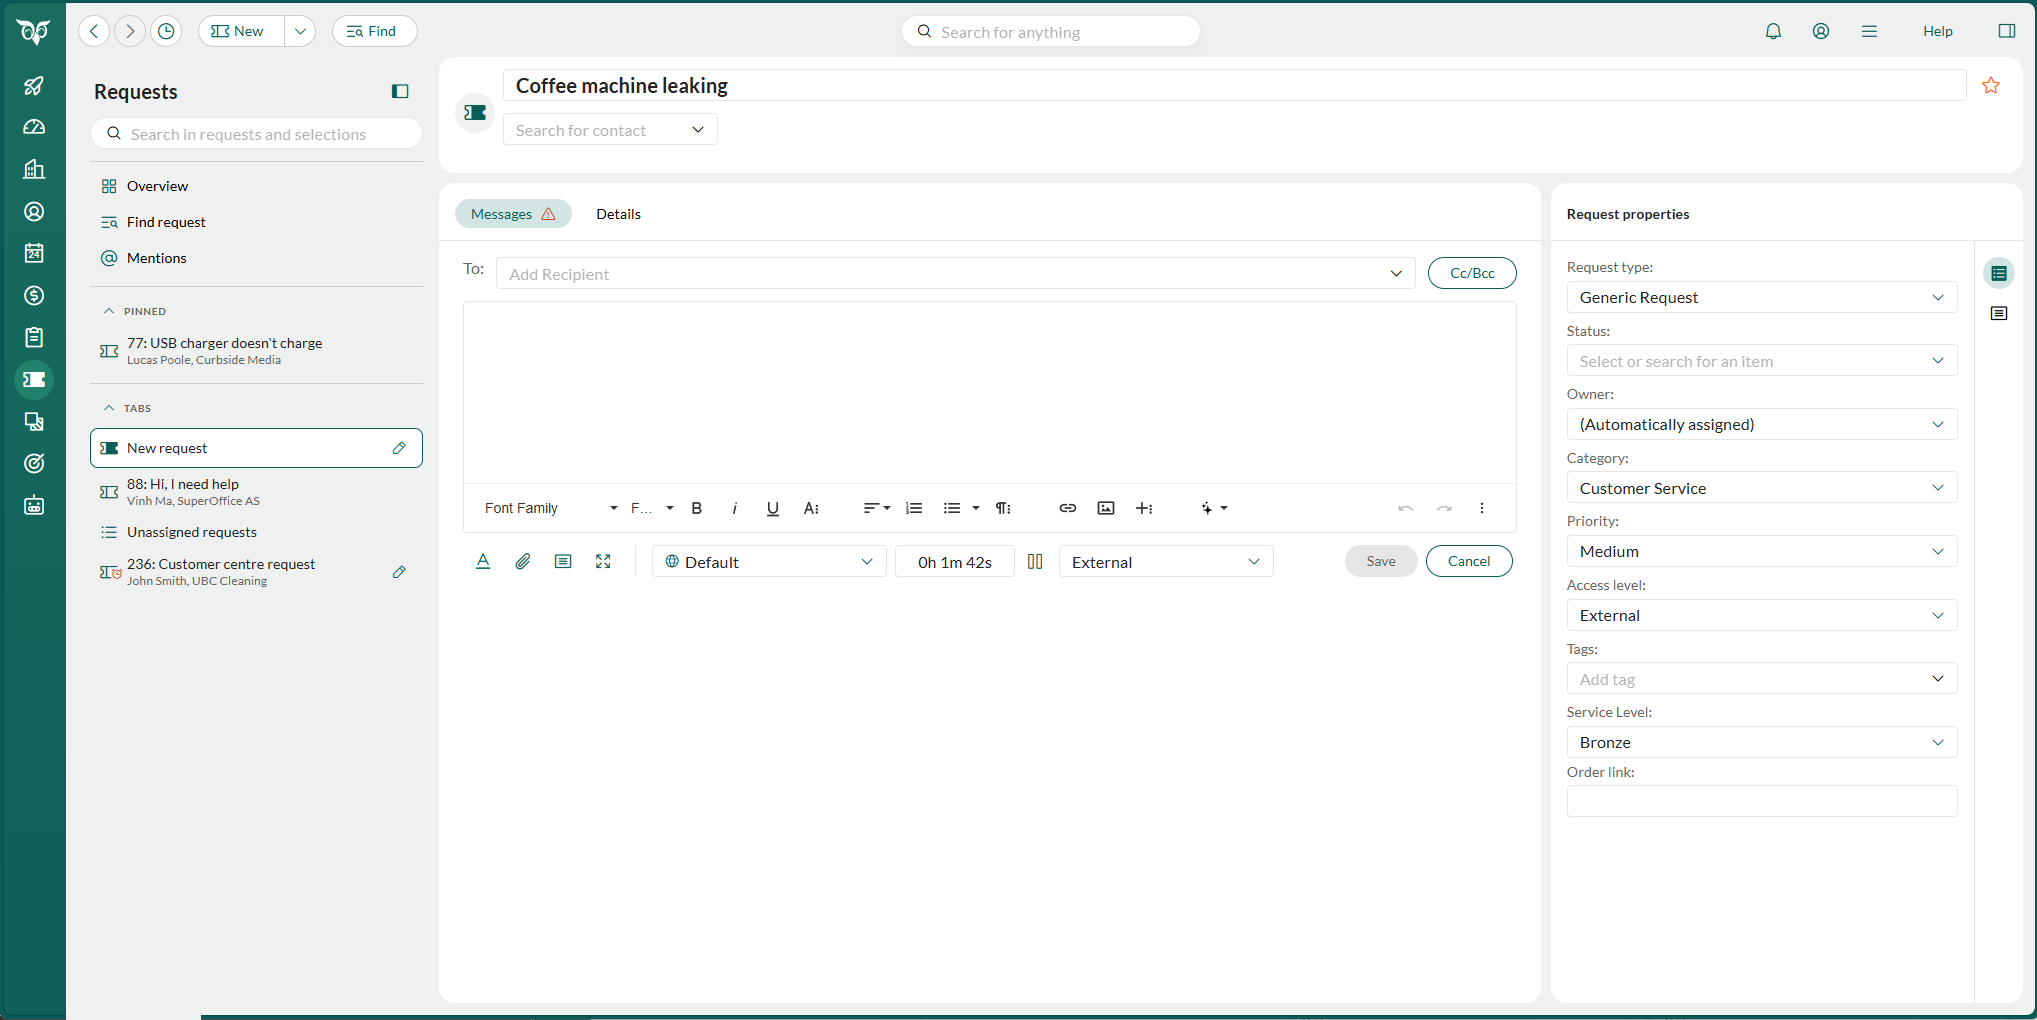 New
Find
Search for anything
Help
Requests
Search in requests and selections
Overview
Find request
Mentions
PINNED
77: USB charger doesn't charge
Lucas Poole, Curbside Media
TABS
New request
88: Hi, I need help
Vinh Ma, SuperOffice AS
Unassigned requests
236: Customer centre request
John Smith, UBC Cleaning
24
Coffee machine leaking
Search for contact
Messages
Details
To:
Add Recipient
Cc/Bcc
Font Family
F...
Default
0h 1m 42s
External
Save
Cancel
Request properties
Request type:
Generic Request
Status:
Select or search for an item
Owner:
(Automatically assigned)
Category:
Customer Service
Priority:
Medium
Access level:
External
Tags:
Add tag
Service Level:
Bronze
Order link: